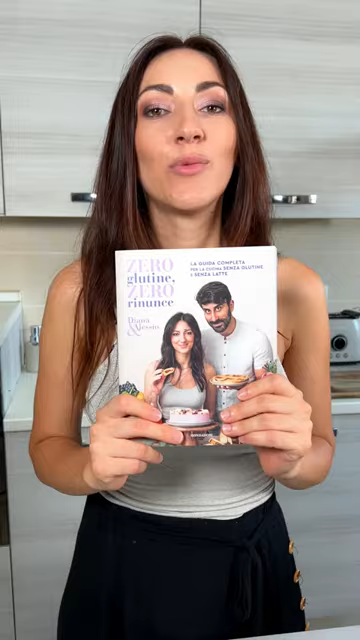 ZERO
glutine,
ZERO
rinunce
Diana
& Alessio
LA GUIDA COMPLETA
PER LA CUCINA SENZA GLUTINE
E SENZA LATTE